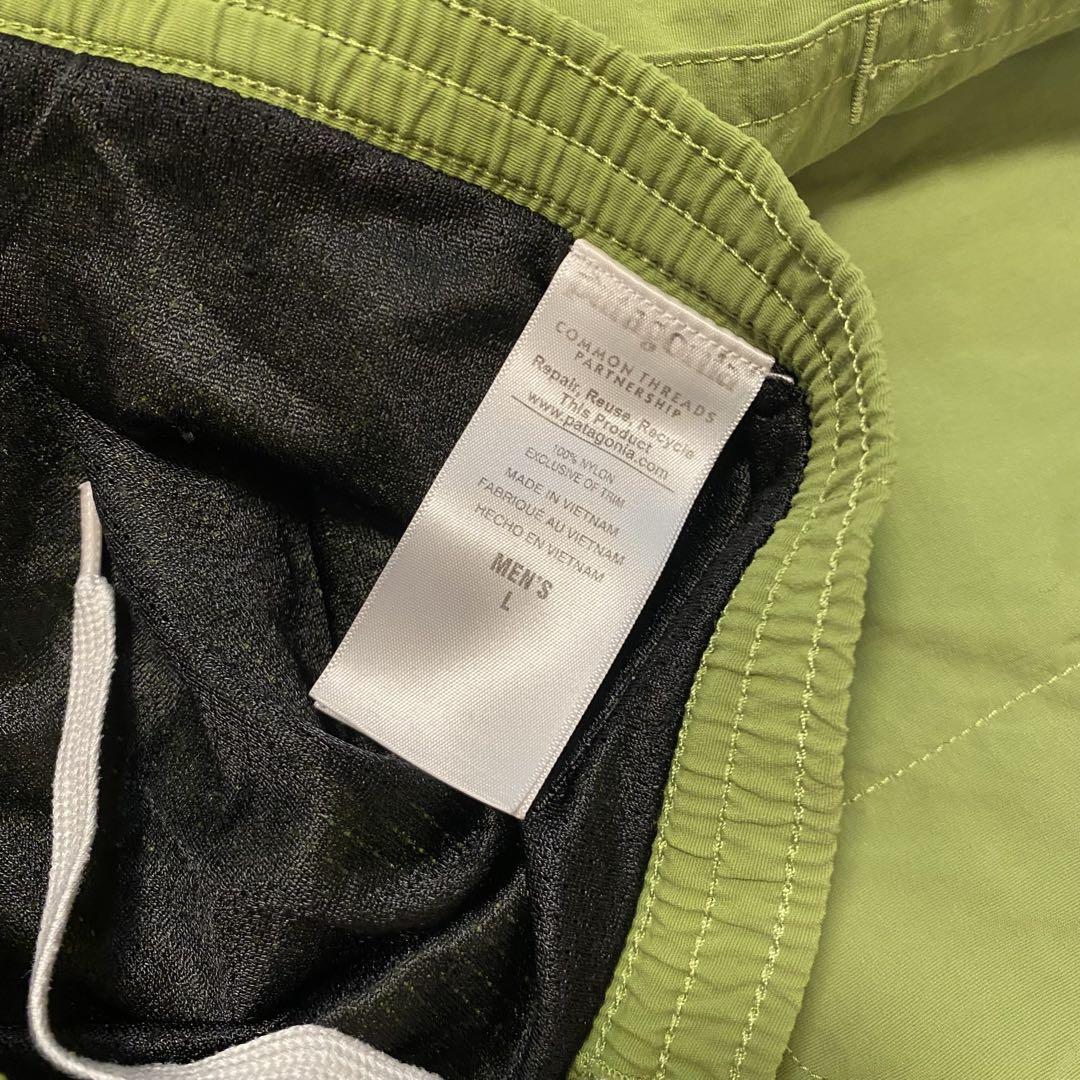 patagonia
COMMON THREADS
PARTNERSHIP
Repair, Reuse, Recycle
This Product
www.patagonia.com
100% NYLON
EXCLUSIVE OF TRIM
MADE IN VIETNAM
FABRIQUÉ AU VIETNAM
HECHO EN VIETNAM
MEN'S
L